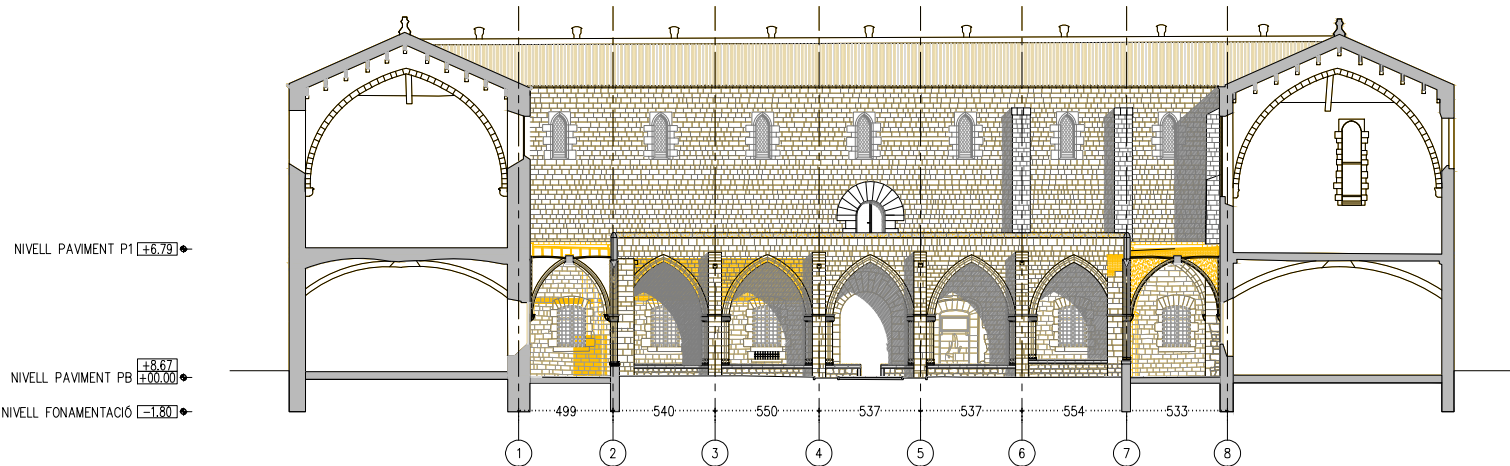 NIVELL PAVIMENT P1 +6.79
+8.67
NIVELL PAVIMENT PB +00.00
NIVELL FONAMENTACIÓ -1.80
499 540 550 537 537 554 533
1 2 3 4 5 6 7 8